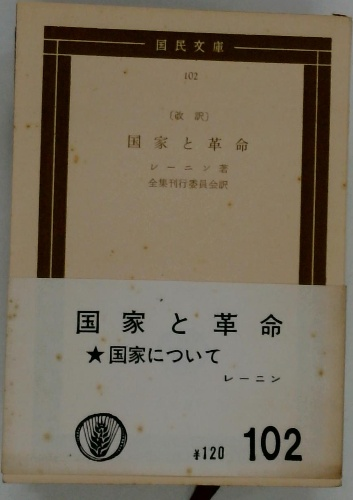 国民文庫
102
〔改訳〕
国家と革命
レーニン著
全集刊行委員会訳
国家と革命
★国家について
レーニン
¥120 102